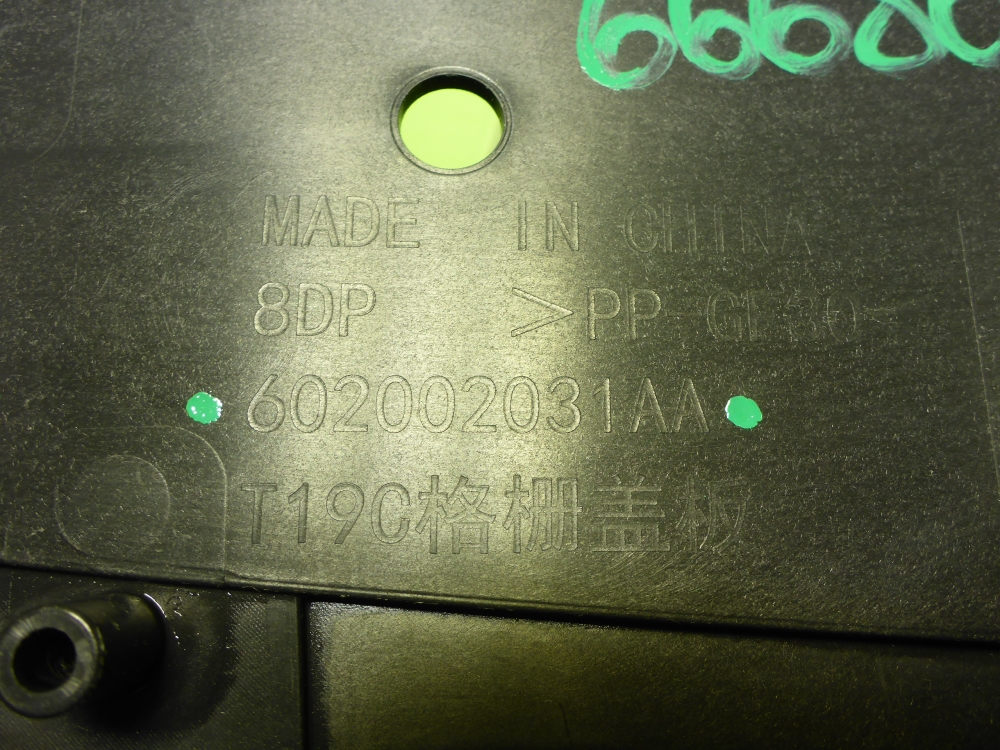 6668
MADE IN CHINA
8DP >PP-GF30<
602002031AA
T19C格栅盖板